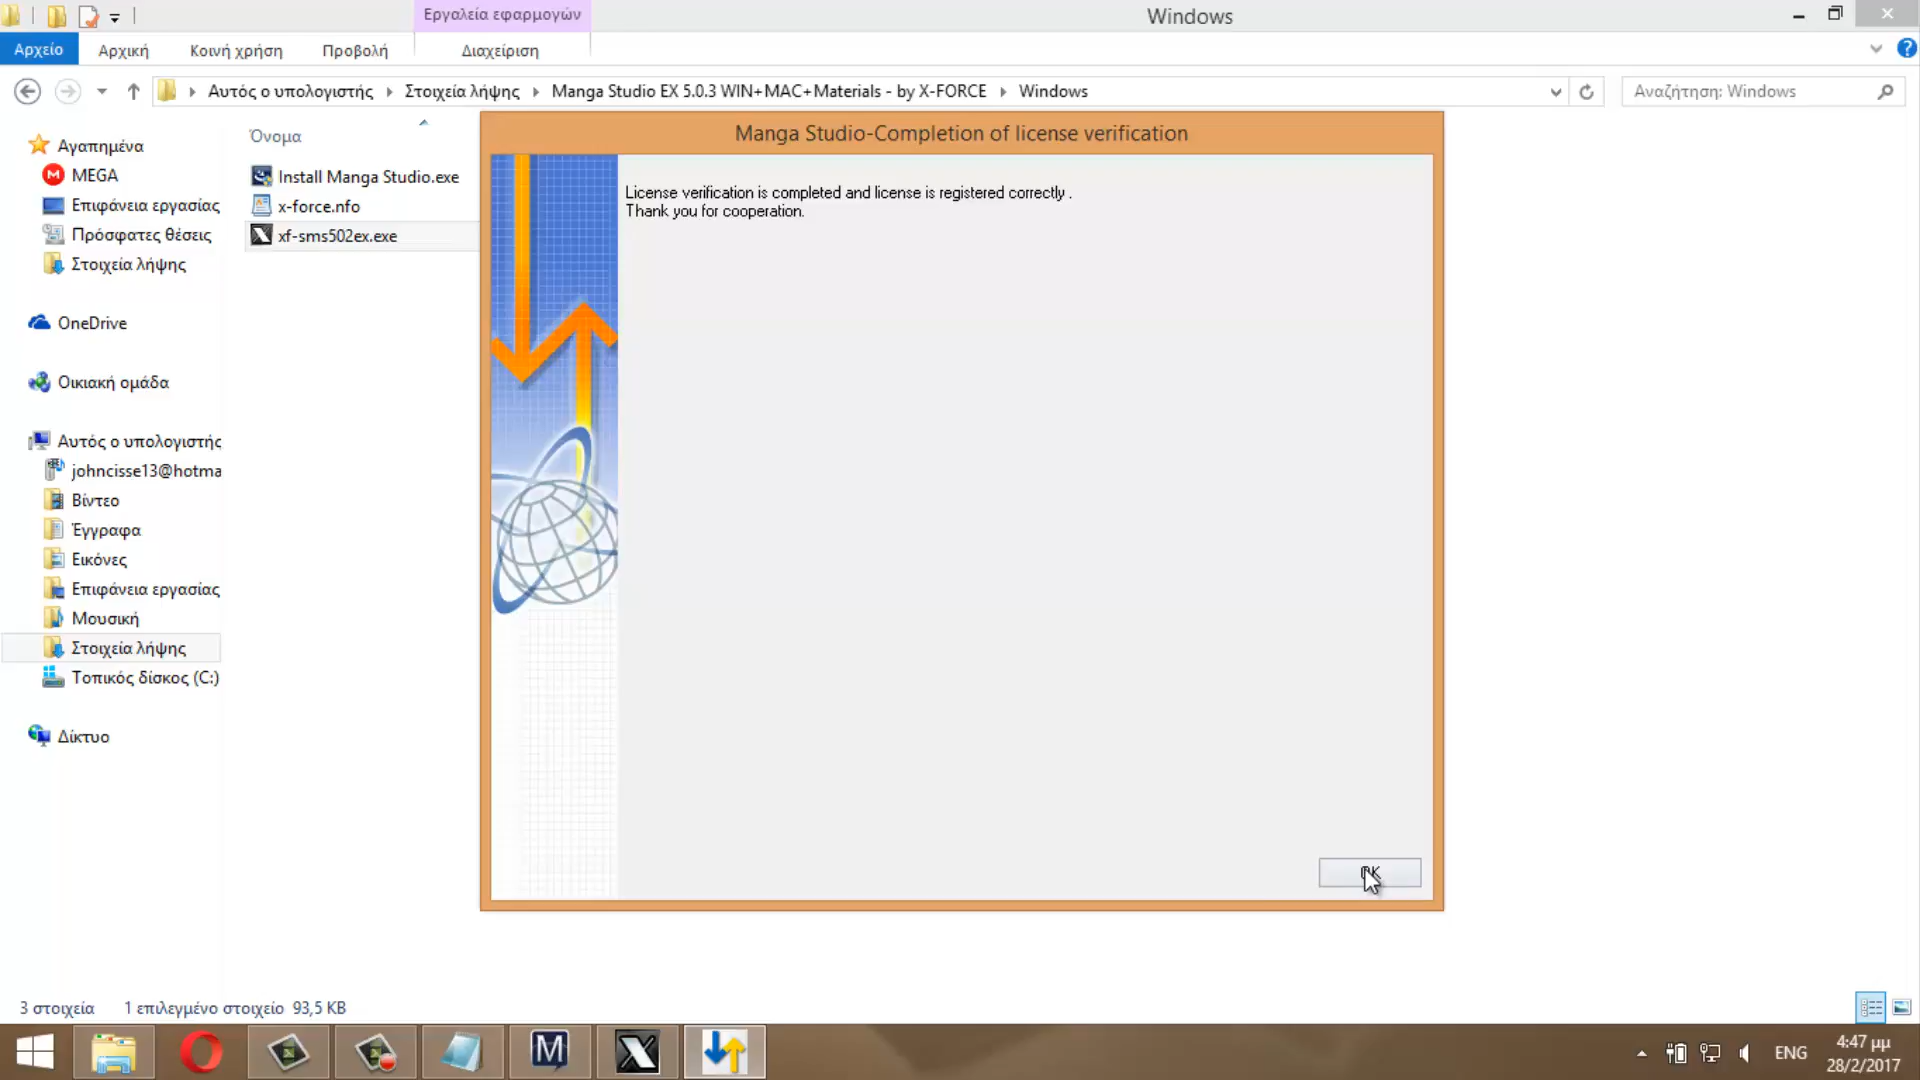 Εργαλεία εφαρμογών
Windows
Αρχείο
Αρχική
Κοινή χρήση
Προβολή
Διαχείριση
Αυτός ο υπολογιστής
Στοιχεία λήψης
Manga Studio EX 5.0.3 WIN+MAC+Materials - by X-FORCE
Windows
Αναζήτηση: Windows
Αγαπημένα
MEGA
Επιφάνεια εργασίας
Πρόσφατες θέσεις
Στοιχεία λήψης
OneDrive
Οικιακή ομάδα
Αυτός ο υπολογιστής
johncisse13@hotma
Βίντεο
Έγγραφα
Εικόνες
Επιφάνεια εργασίας
Μουσική
Στοιχεία λήψης
Τοπικός δίσκος (C:)
Δίκτυο
Όνομα
Install Manga Studio.exe
x-force.nfo
xf-sms502ex.exe
Manga Studio-Completion of license verification
License verification is completed and license is registered correctly .
Thank you for cooperation.
OK
3 στοιχεία
1 επιλεγμένο στοιχείο 93,5 KB
ENG
4:47 μμ
28/2/2017